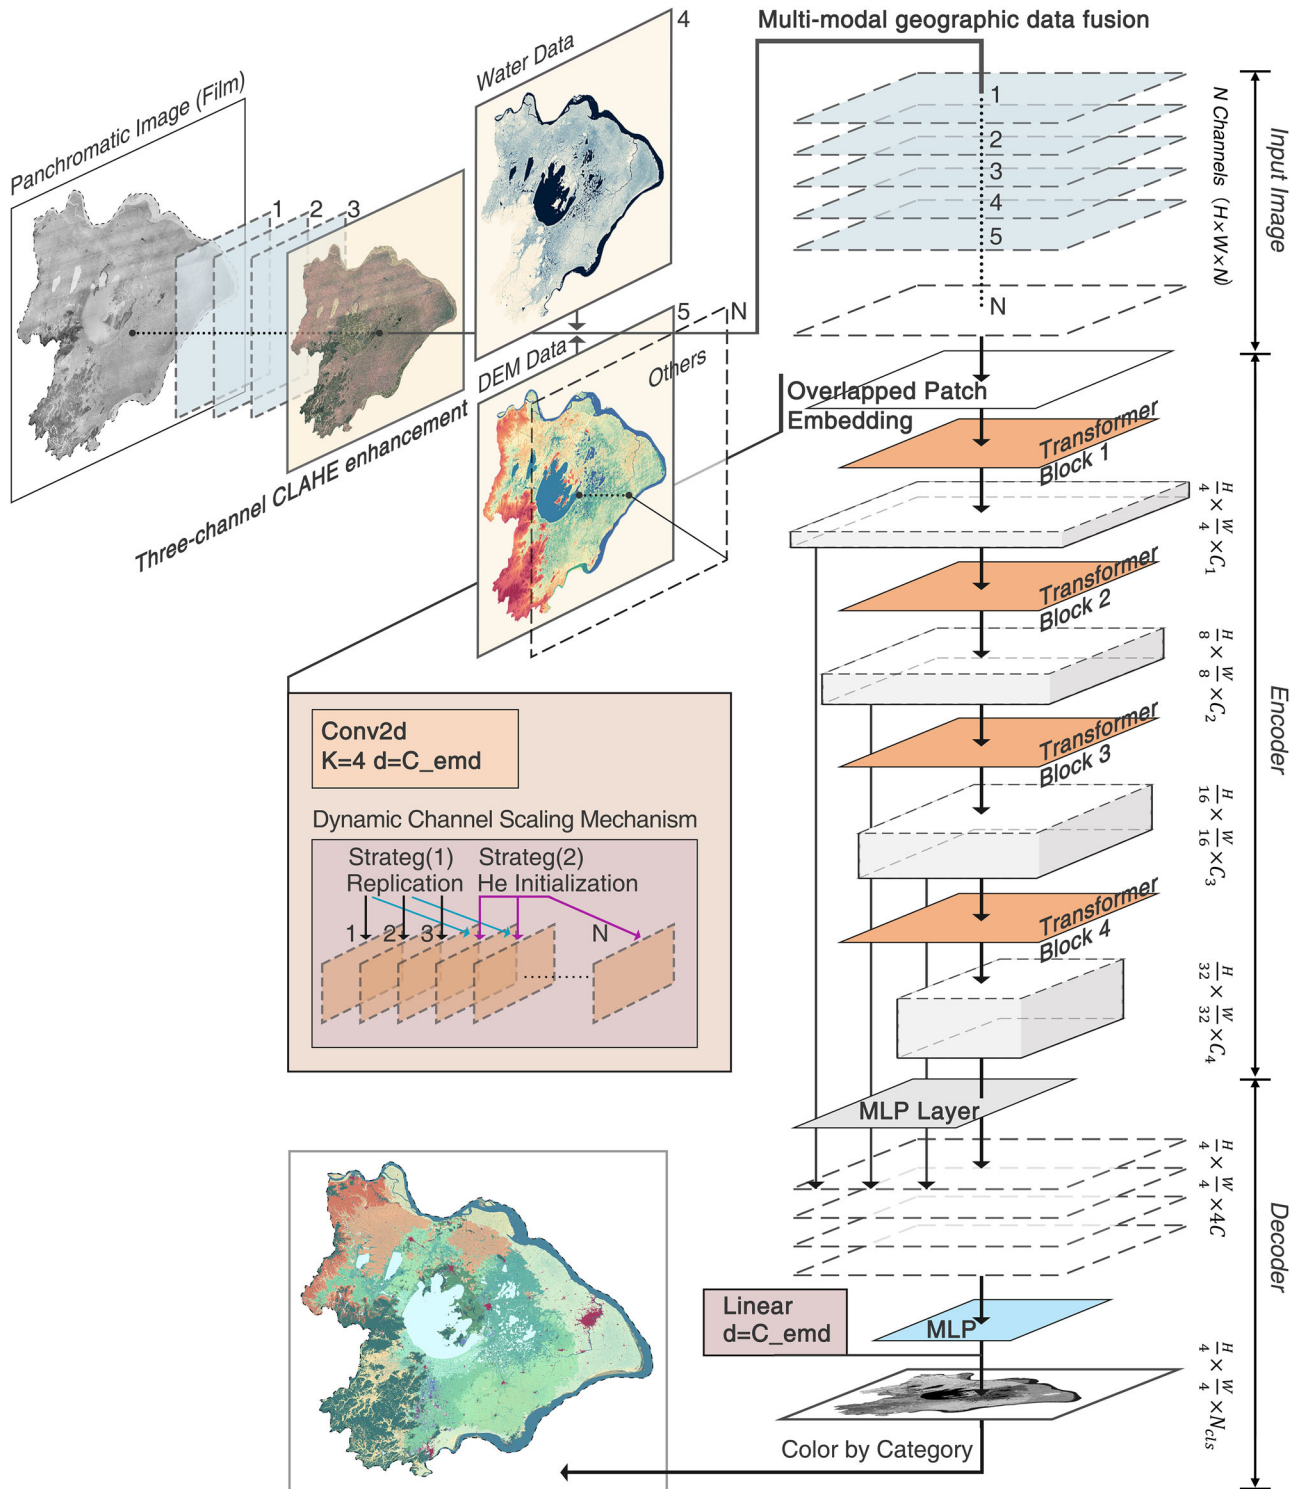 Multi-modal geographic data fusion
Panchromatic Image (Film)
1
2
3
Three-channel CLAHE enhancement
Water Data
4
DEM Data
5
Others
N
1
2
3
4
5
N
N Channels (H×W×N)
Input Image
Overlapped Patch
Embedding
Transformer
Block 1
H/4 × W/4 ×C₁
Transformer
Block 2
H/8 × W/8 ×C₂
Transformer
Block 3
H/16 × W/16 ×C₃
Transformer
Block 4
H/32 × W/32 ×C₄
Encoder
Conv2d
K=4 d=C_emd
Dynamic Channel Scaling Mechanism
Strateg(1)
Replication
Strateg(2)
He Initialization
1
2
3
N
MLP Layer
H/4 × W/4 ×4C
Decoder
Linear
d=C_emd
MLP
H/4 × W/4 ×N_cls
Color by Category